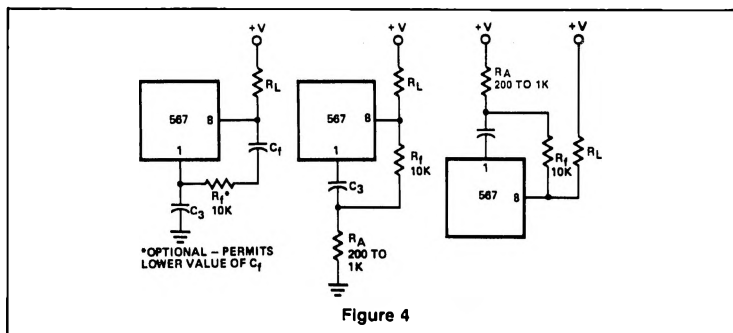 +V
RL
567
8
1
Cf
Rf*
10K
C3
*OPTIONAL – PERMITS
LOWER VALUE OF Cf
+V
RL
567
8
1
Rf
10K
C3
RA
200 TO
1K
+V
+V
RA
200 TO 1K
1
567
8
Rf
10K
RL
Figure 4